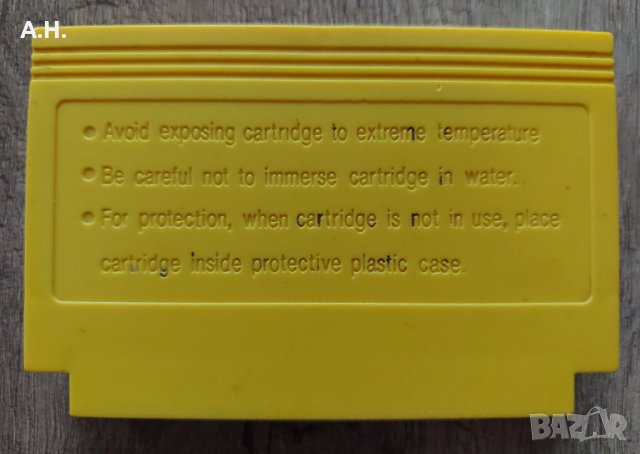 A.H.
• Avoid exposing cartridge to extreme temperature
• Be careful not to immerse cartridge in water.
• For protection, when cartridge is not in use, place
cartridge inside protective plastic case.
BAZAR